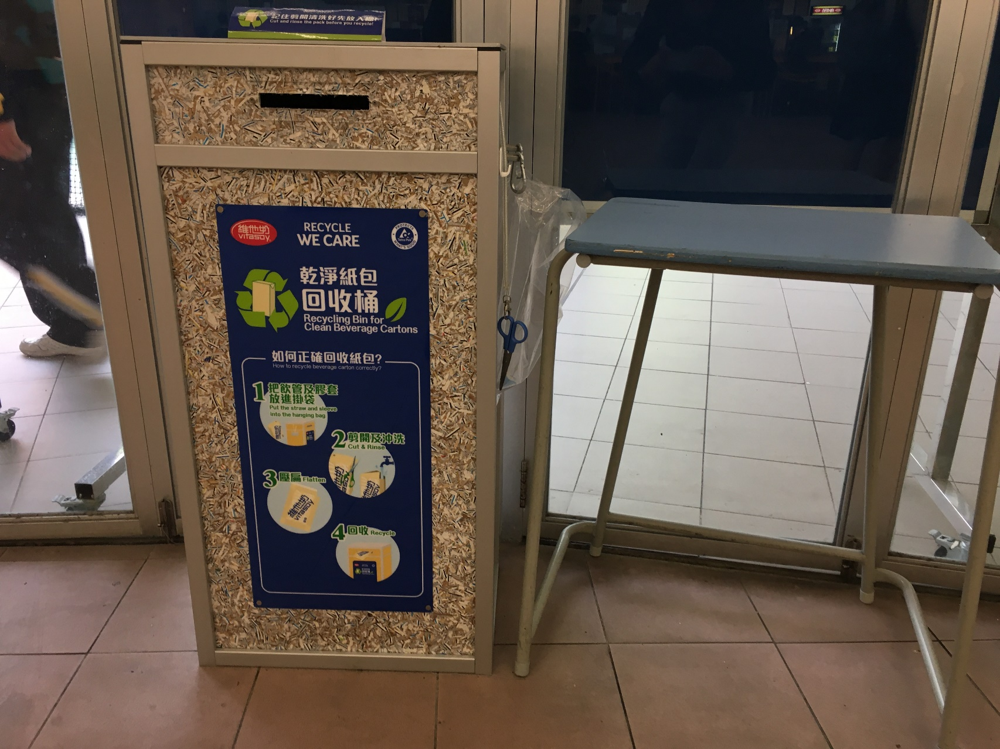 記住剪開清洗好先放入嚟!
Cut and rinse the pack before you recycle!
維他奶
VITASOY
RECYCLE
WE CARE
PROTECTS
Tetra Pak
WHAT'S GOOD
乾淨紙包
回收桶
Recycling Bin for
Clean Beverage Cartons
如何正確回收紙包?
How to recycle beverage carton correctly?
1 把飲管及膠套
放進掛袋
Put the straw and sleeve
into the hanging bag
2 剪開及沖洗
Cut & Rinse
3 壓扁 Flatten
維他奶
VITASOY
4 回收 Recycle